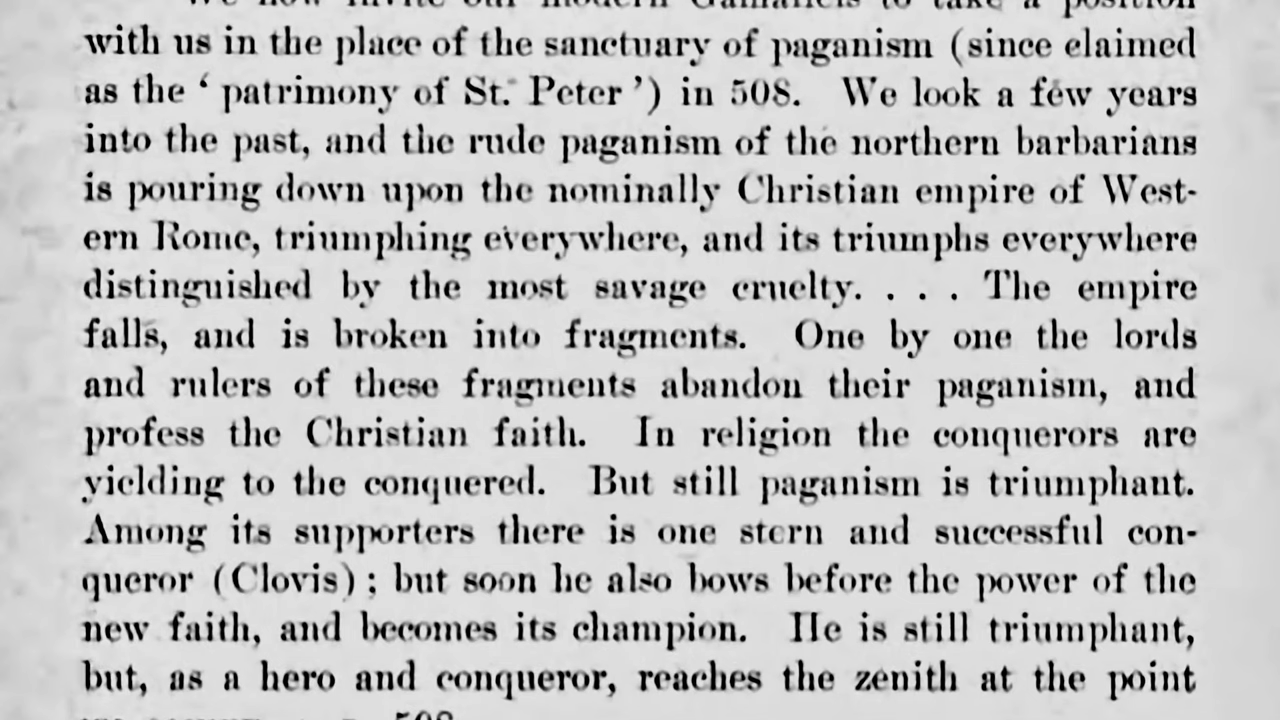 with us in the place of the sanctuary of paganism (since claimed
as the ‘ patrimony of St. Peter ’) in 508. We look a few years
into the past, and the rude paganism of the northern barbarians
is pouring down upon the nominally Christian empire of West-
ern Rome, triumphing everywhere, and its triumphs everywhere
distinguished by the most savage cruelty. . . . The empire
falls, and is broken into fragments. One by one the lords
and rulers of these fragments abandon their paganism, and
profess the Christian faith. In religion the conquerors are
yielding to the conquered. But still paganism is triumphant.
Among its supporters there is one stern and successful con-
queror (Clovis) ; but soon he also bows before the power of the
new faith, and becomes its champion. He is still triumphant,
but, as a hero and conqueror, reaches the zenith at the point